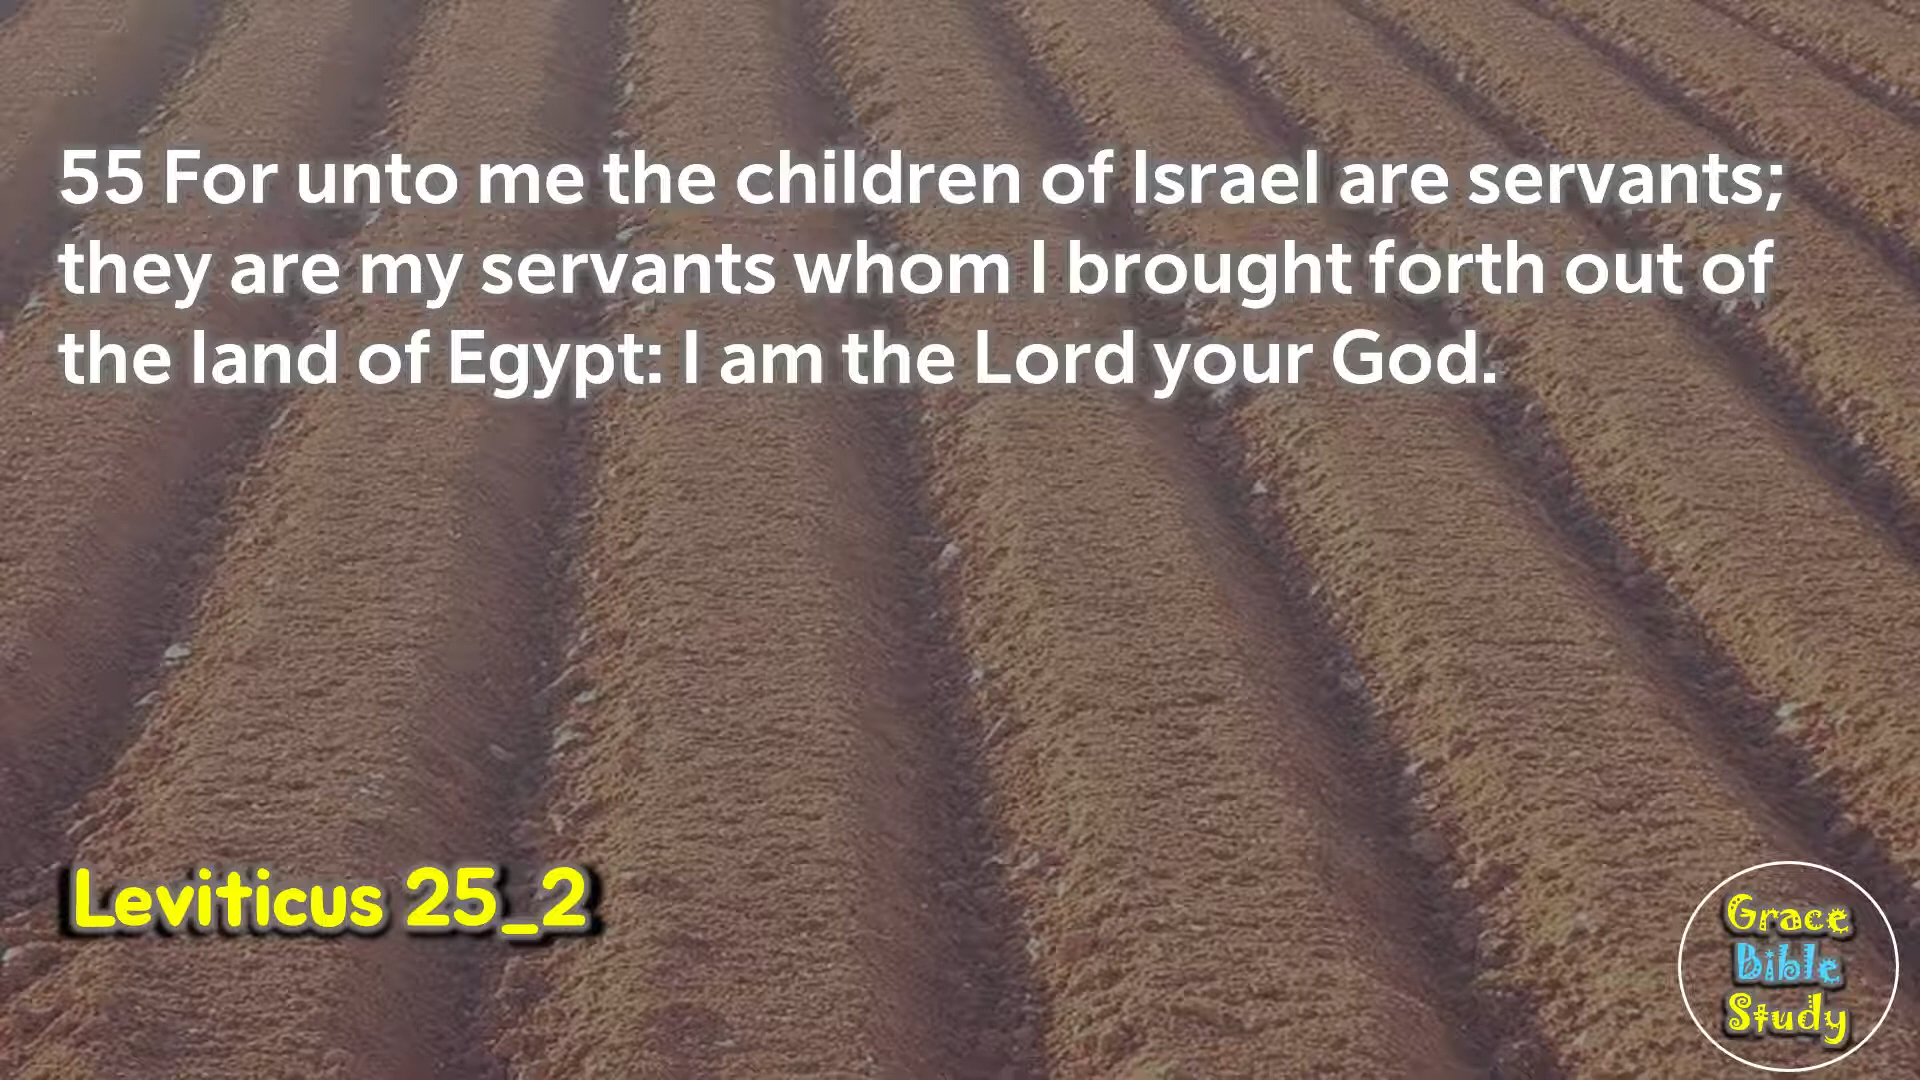 55 For unto me the children of Israel are servants;
they are my servants whom I brought forth out of
the land of Egypt: I am the Lord your God.
Leviticus 25_2
Grace
Bible
Study